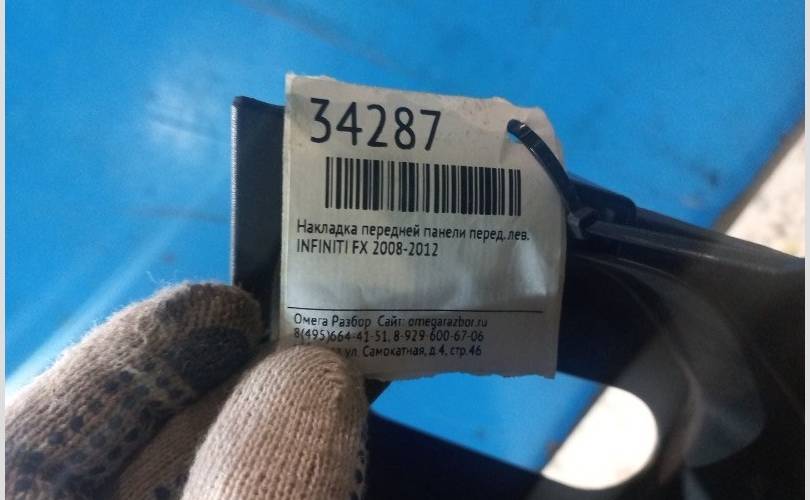 34287
Накладка передней панели перед. лев.
INFINITI FX 2008-2012
Омега Разбор Сайт: omegarazbor.ru
8(495)664-41-51, 8-929-600-67-06
ул. Самокатная, д.4, стр.46